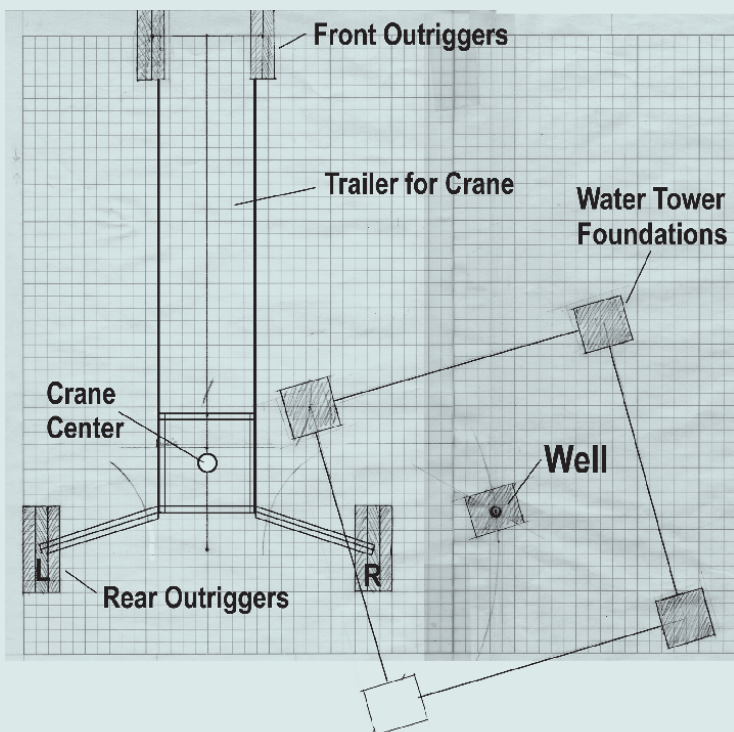 Front Outriggers
Trailer for Crane
Water Tower
Foundations
Crane
Center
Well
L
R
Rear Outriggers